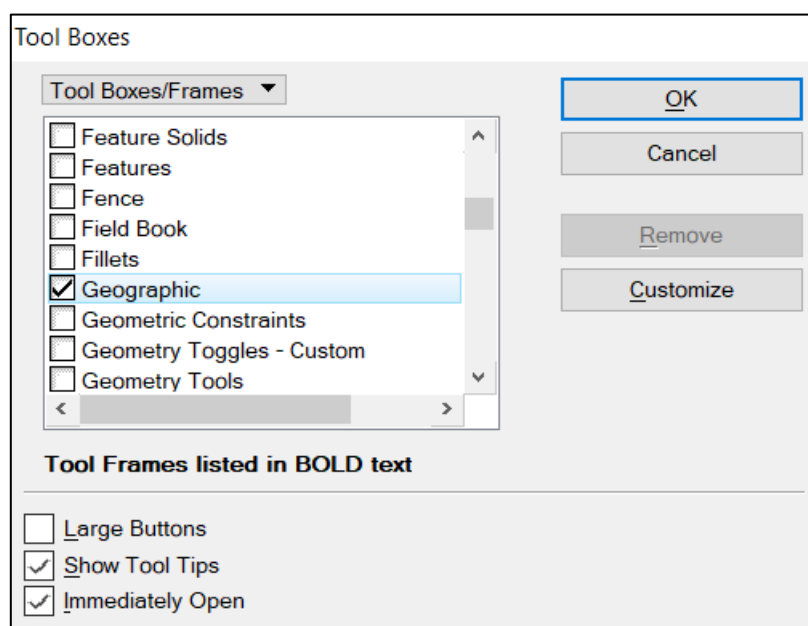 Tool Boxes
Tool Boxes/Frames
OK
Feature Solids
Features
Cancel
Fence
Field Book
Remove
Fillets
Geographic
Customize
Geometric Constraints
Geometry Toggles - Custom
Geometry Tools
Tool Frames listed in BOLD text
Large Buttons
Show Tool Tips
Immediately Open